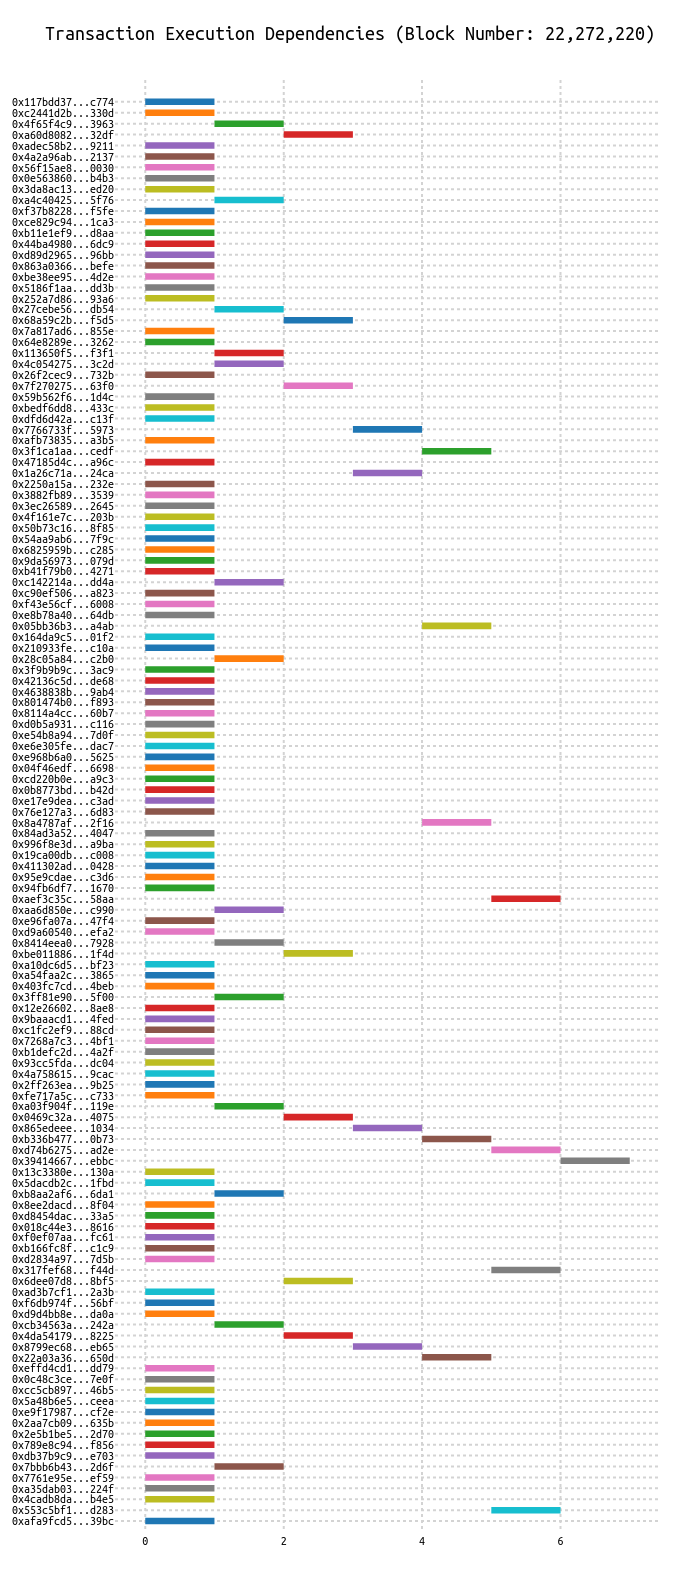 Transaction Execution Dependencies (Block Number: 22,272,220)
0x117bdd37...c774
0xc2441d2b...330d
0x4f65f4c9...3963
0xa60d8082...32df
0xadec58b2...9211
0x4a2a96ab...2137
0x56f15ae8...0030
0x0e563860...b4b3
0x3da8ac13...ed20
0xa4c40425...5f76
0xf37b8228...f5fe
0xce829c94...1ca3
0xb11e1ef9...d8aa
0x44ba4980...6dc9
0xd89d2965...96bb
0x863a0366...befe
0xbe38ee95...4d2e
0x5186f1aa...dd3b
0x252a7d86...93a6
0x27cebe56...db54
0x68a59c2b...f5d5
0x7a817ad6...855e
0x64e8289e...3262
0x113650f5...f3f1
0x4c054275...3c2d
0x26f2cec9...732b
0x7f270275...63f0
0x59b562f6...1d4c
0xbedf6dd8...433c
0xdfd6d42a...c13f
0x7766733f...5973
0xafb73835...a3b5
0x3f1ca1aa...cedf
0x47185d4c...a96c
0x1a26c71a...24ca
0x2250a15a...232e
0x3882fb89...3539
0x3ec26589...2645
0x4f161e7c...203b
0x50b73c16...8f85
0x54aa9ab6...7f9c
0x6825959b...c285
0x9da56973...079d
0xb41f79b0...4271
0xc142214a...dd4a
0xc90ef506...a823
0xf43e56cf...6008
0xe8b78a40...64db
0x05bb36b3...a4ab
0x164da9c5...01f2
0x210933fe...c10a
0x28c05a84...c2b0
0x3f9b9b9c...3ac9
0x42136c5d...de68
0x4638838b...9ab4
0x801474b0...f893
0x8114a4cc...60b7
0xd0b5a931...c116
0xe54b8a94...7d0f
0xe6e305fe...dac7
0xe968b6a0...5625
0x04f46edf...6698
0xcd220b0e...a9c3
0x0b8773bd...b42d
0xe17e9dea...c3ad
0x76e127a3...6d83
0x8a4787af...2f16
0x84ad3a52...4047
0x996f8e3d...a9ba
0x19ca00db...c008
0x411302ad...0428
0x95e9cdae...c3d6
0x94fb6df7...1670
0xaef3c35c...58aa
0xaa6d850e...c990
0xe96fa07a...47f4
0xd9a60540...efa2
0x8414eea0...7928
0xbe011886...1f4d
0xa10dc6d5...bf23
0xa54faa2c...3865
0x403fc7cd...4beb
0x3ff81e90...5f00
0x12e26602...8ae8
0x9baaacd1...4fed
0xc1fc2ef9...88cd
0x7268a7c3...4bf1
0xb1defc2d...4a2f
0x93cc5fda...dc04
0x4a758615...9cac
0x2ff263ea...9b25
0xfe717a5c...c733
0xa03f904f...119e
0x0469c32a...4075
0x865edeee...1034
0xb336b477...0b73
0xd74b6275...ad2e
0x39414667...ebbc
0x13c3380e...130a
0x5dacdb2c...1fbd
0xb8aa2af6...6da1
0x8ee2dacd...8f04
0xd8454dac...33a5
0x018c44e3...8616
0xf0ef07aa...fc61
0xb166fc8f...c1c9
0xd2834a97...7d5b
0x317fef68...f44d
0x6dee07d8...8bf5
0xad3b7cf1...2a3b
0xf6db974f...56bf
0xd9d4bb8e...da0a
0xcb34563a...242a
0x4da54179...8225
0x8799ec68...eb65
0x22a03a36...650d
0xeffd4cd1...dd79
0x0c48c3ce...7e0f
0xcc5cb897...46b5
0x5a48b6e5...ceea
0xe9f17987...cf2e
0x2aa7cb09...635b
0x2e5b1be5...2d70
0x789e8c94...f856
0xdb37b9c9...e703
0x7bbb6b43...2d6f
0x7761e95e...ef59
0xa35dab03...224f
0x4cadb8da...b4e5
0x553c5bf1...d283
0xafa9fcd5...39bc
0 2 4 6